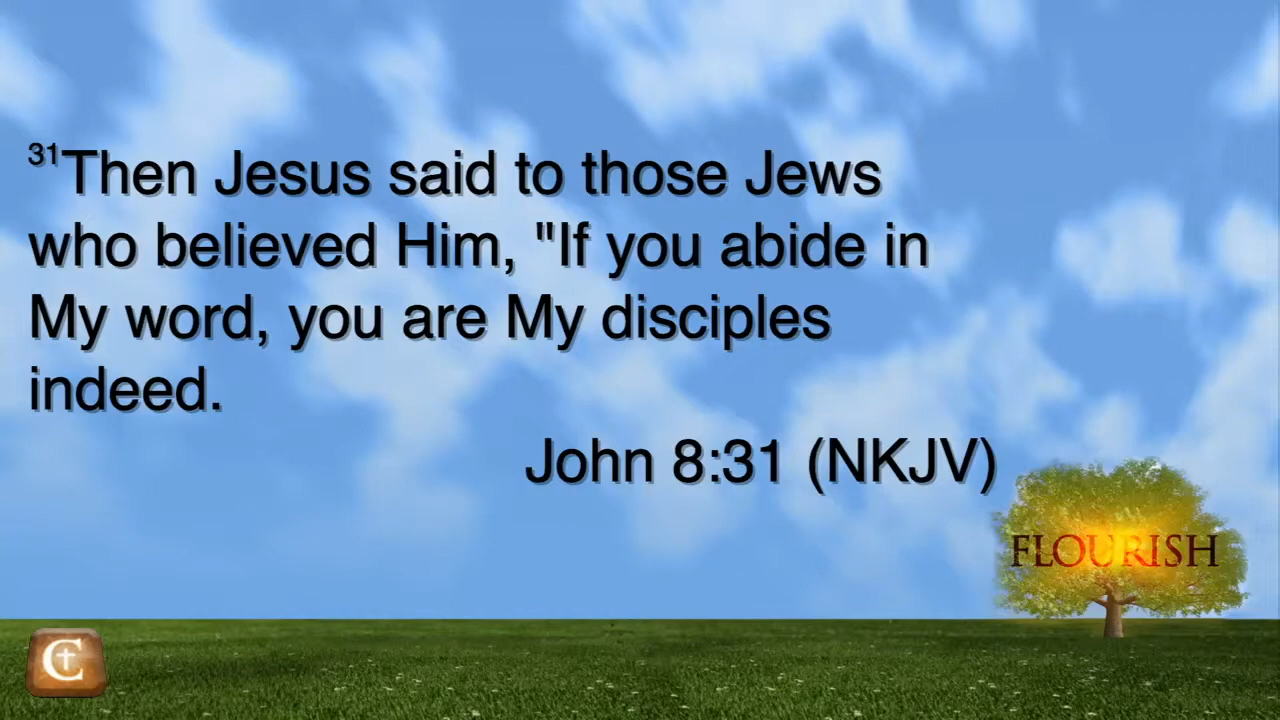 31Then Jesus said to those Jews
who believed Him, "If you abide in
My word, you are My disciples
indeed.
John 8:31 (NKJV)
FLOURISH
C